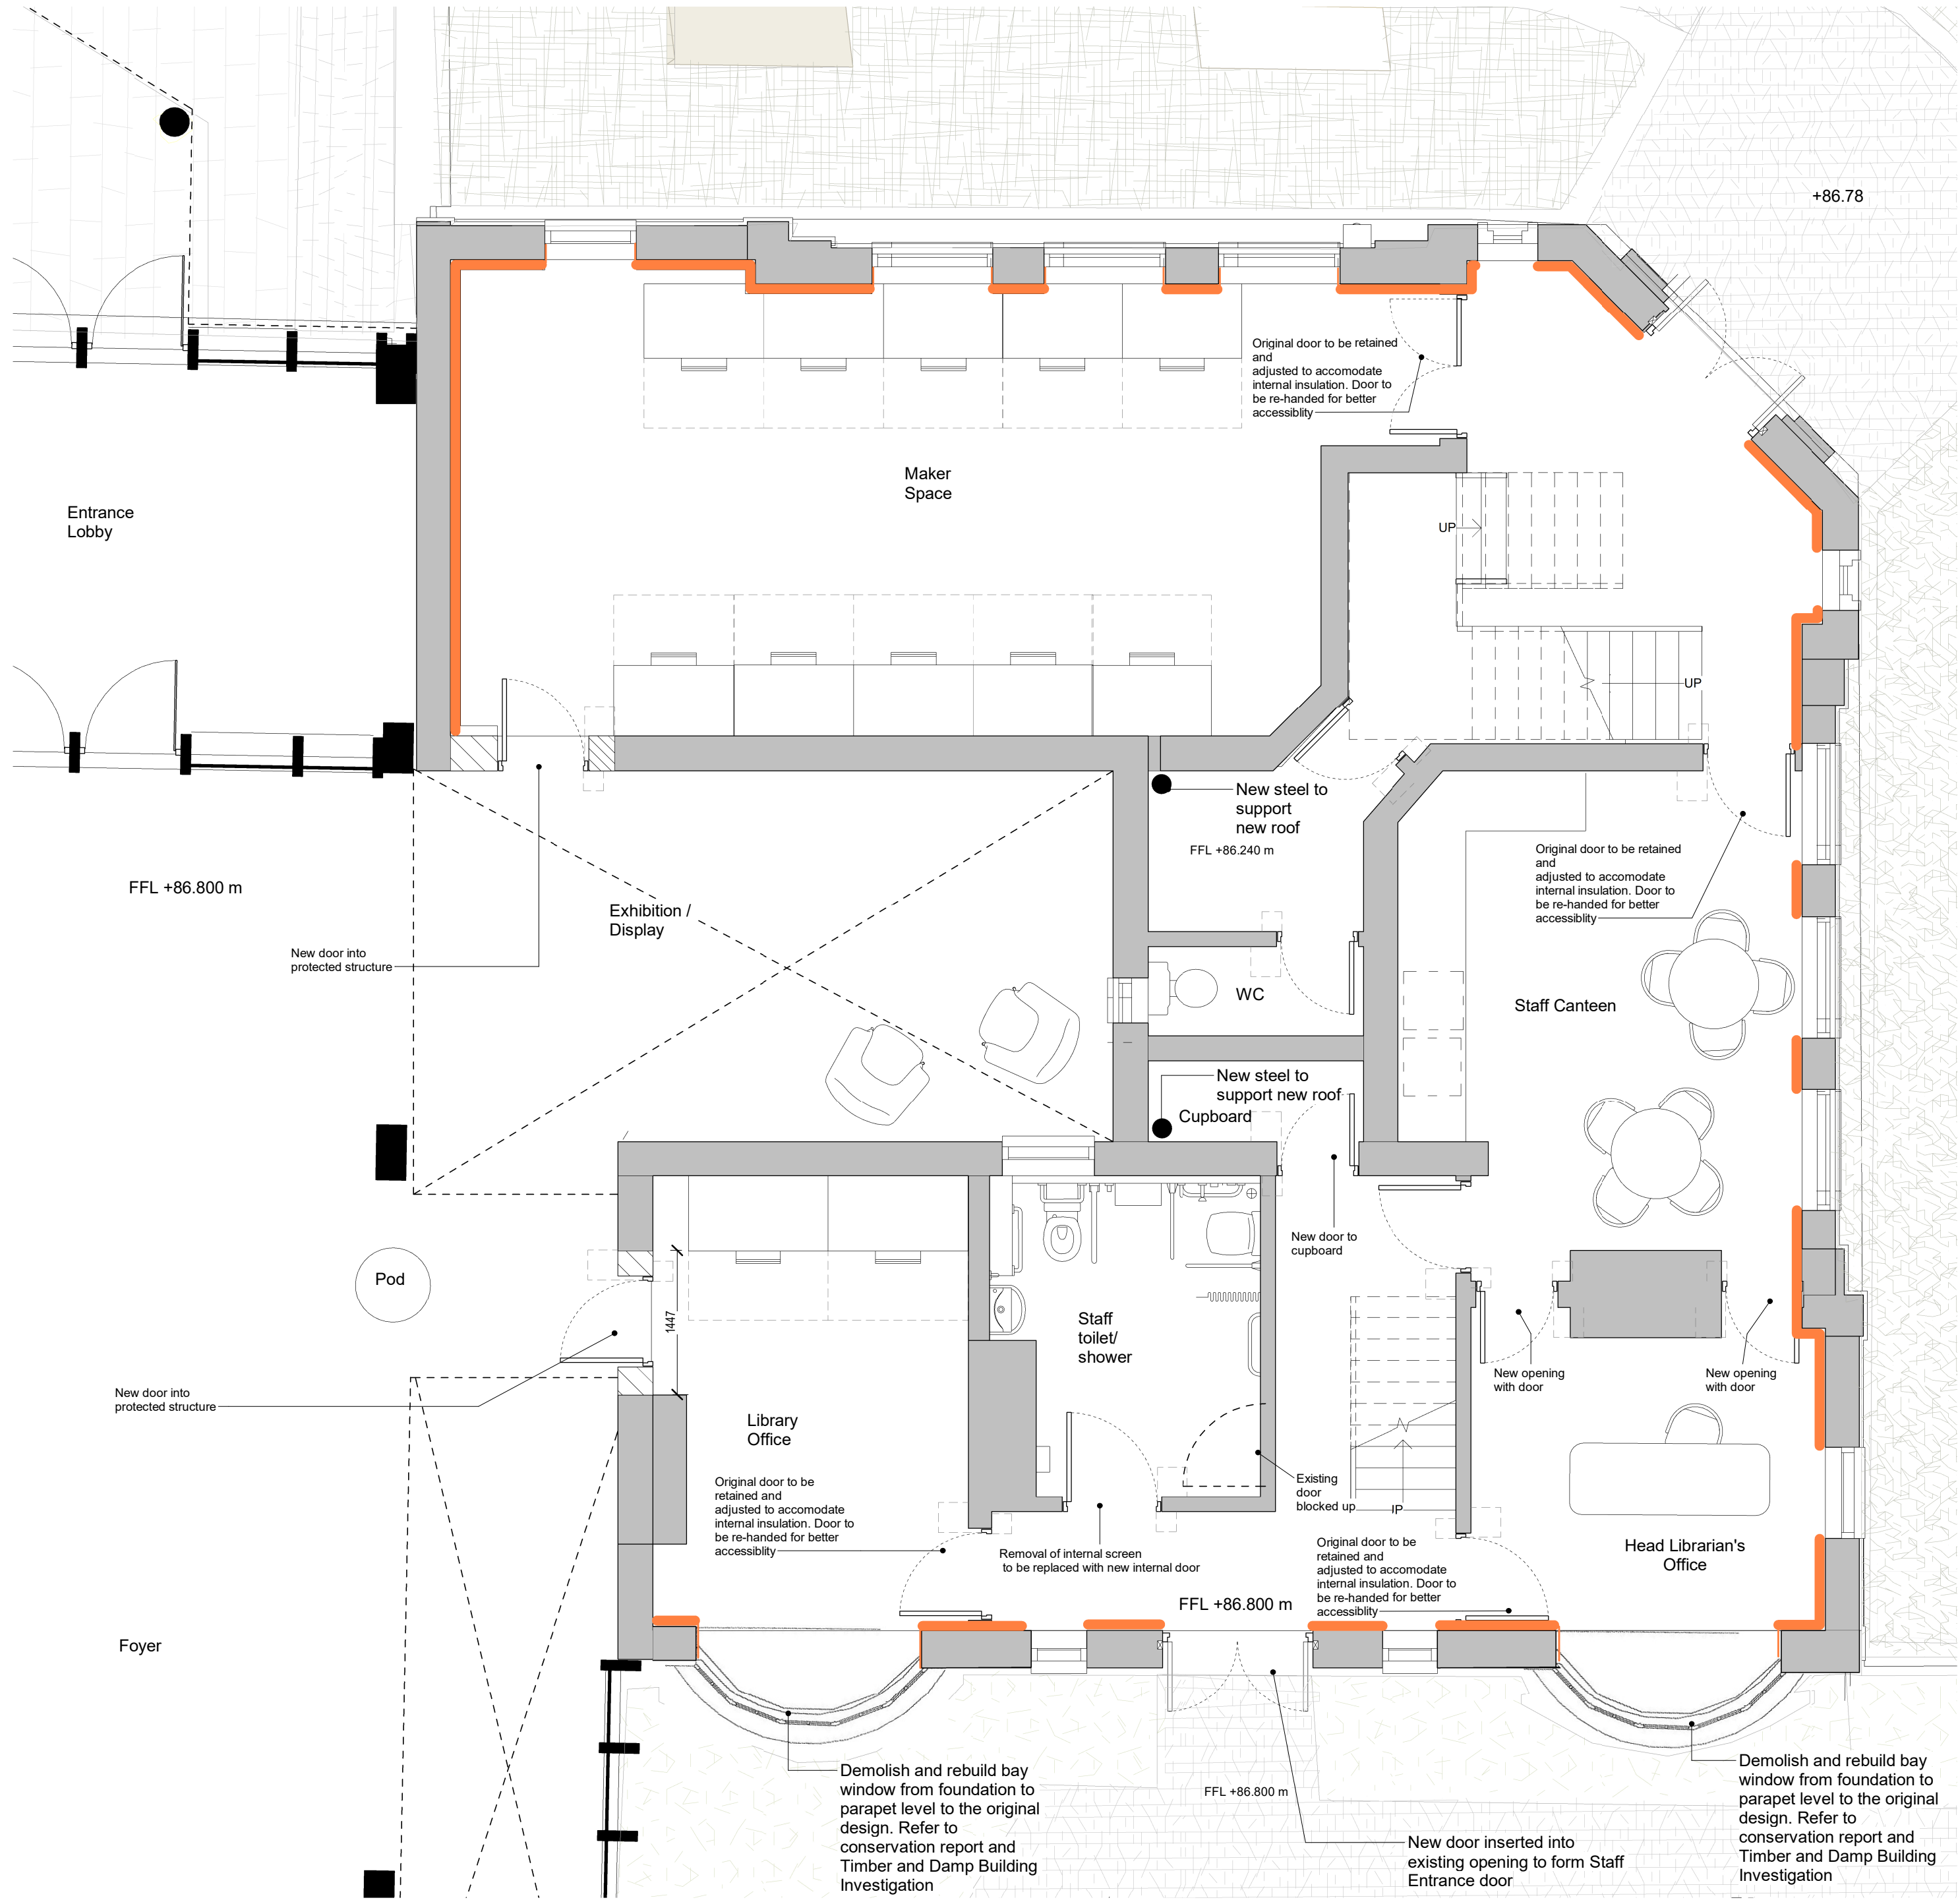 +86.78
Original door to be retained
and
adjusted to accomodate
internal insulation. Door to
be re-handed for better
accessiblity
Maker
Space
Entrance
Lobby
UP
UP
New steel to
support
new roof
FFL +86.240 m
Original door to be retained
and
adjusted to accomodate
internal insulation. Door to
be re-handed for better
accessiblity
FFL +86.800 m
Exhibition /
Display
New door into
protected structure
WC
Staff Canteen
New steel to
support new roof
Cupboard
New door to
cupboard
Pod
1447
Staff
toilet/
shower
New opening
with door
New opening
with door
New door into
protected structure
Library
Office
Original door to be
retained and
adjusted to accomodate
internal insulation. Door to
be re-handed for better
accessiblity
Existing
door
blocked up
IP
Removal of internal screen
to be replaced with new internal door
Original door to be
retained and
adjusted to accomodate
internal insulation. Door to
be re-handed for better
accessiblity
Head Librarian's
Office
FFL +86.800 m
Foyer
Demolish and rebuild bay
window from foundation to
parapet level to the original
design. Refer to
conservation report and
Timber and Damp Building
Investigation
FFL +86.800 m
New door inserted into
existing opening to form Staff
Entrance door
Demolish and rebuild bay
window from foundation to
parapet level to the original
design. Refer to
conservation report and
Timber and Damp Building
Investigation